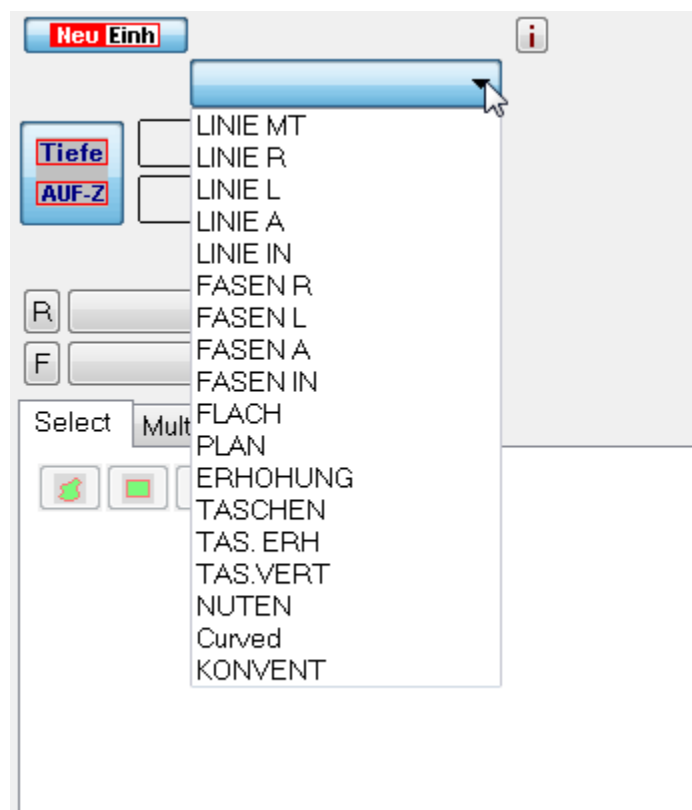 Neu Einh
i
Tiefe
AUF-Z
LINIE MT
LINIE R
LINIE L
LINIE A
LINIE IN
FASEN R
FASEN L
FASEN A
FASEN IN
FLACH
PLAN
ERHOHUNG
TASCHEN
TAS. ERH
TAS.VERT
NUTEN
Curved
KONVENT
R
F
Select
Mult